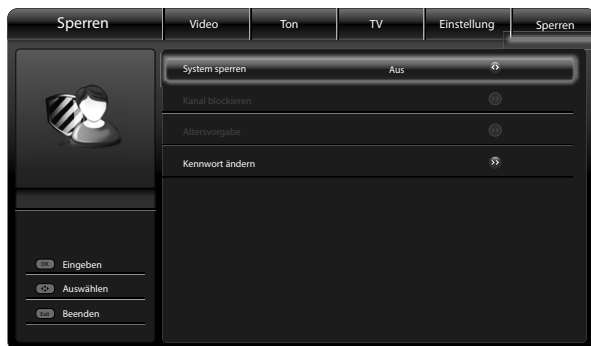 Sperren Video Ton TV Einstellung Sperren
System sperren Aus
Kanal blockieren
Altersvorgabe
Kennwort ändern
OK Eingeben
Auswählen
Exit Beenden